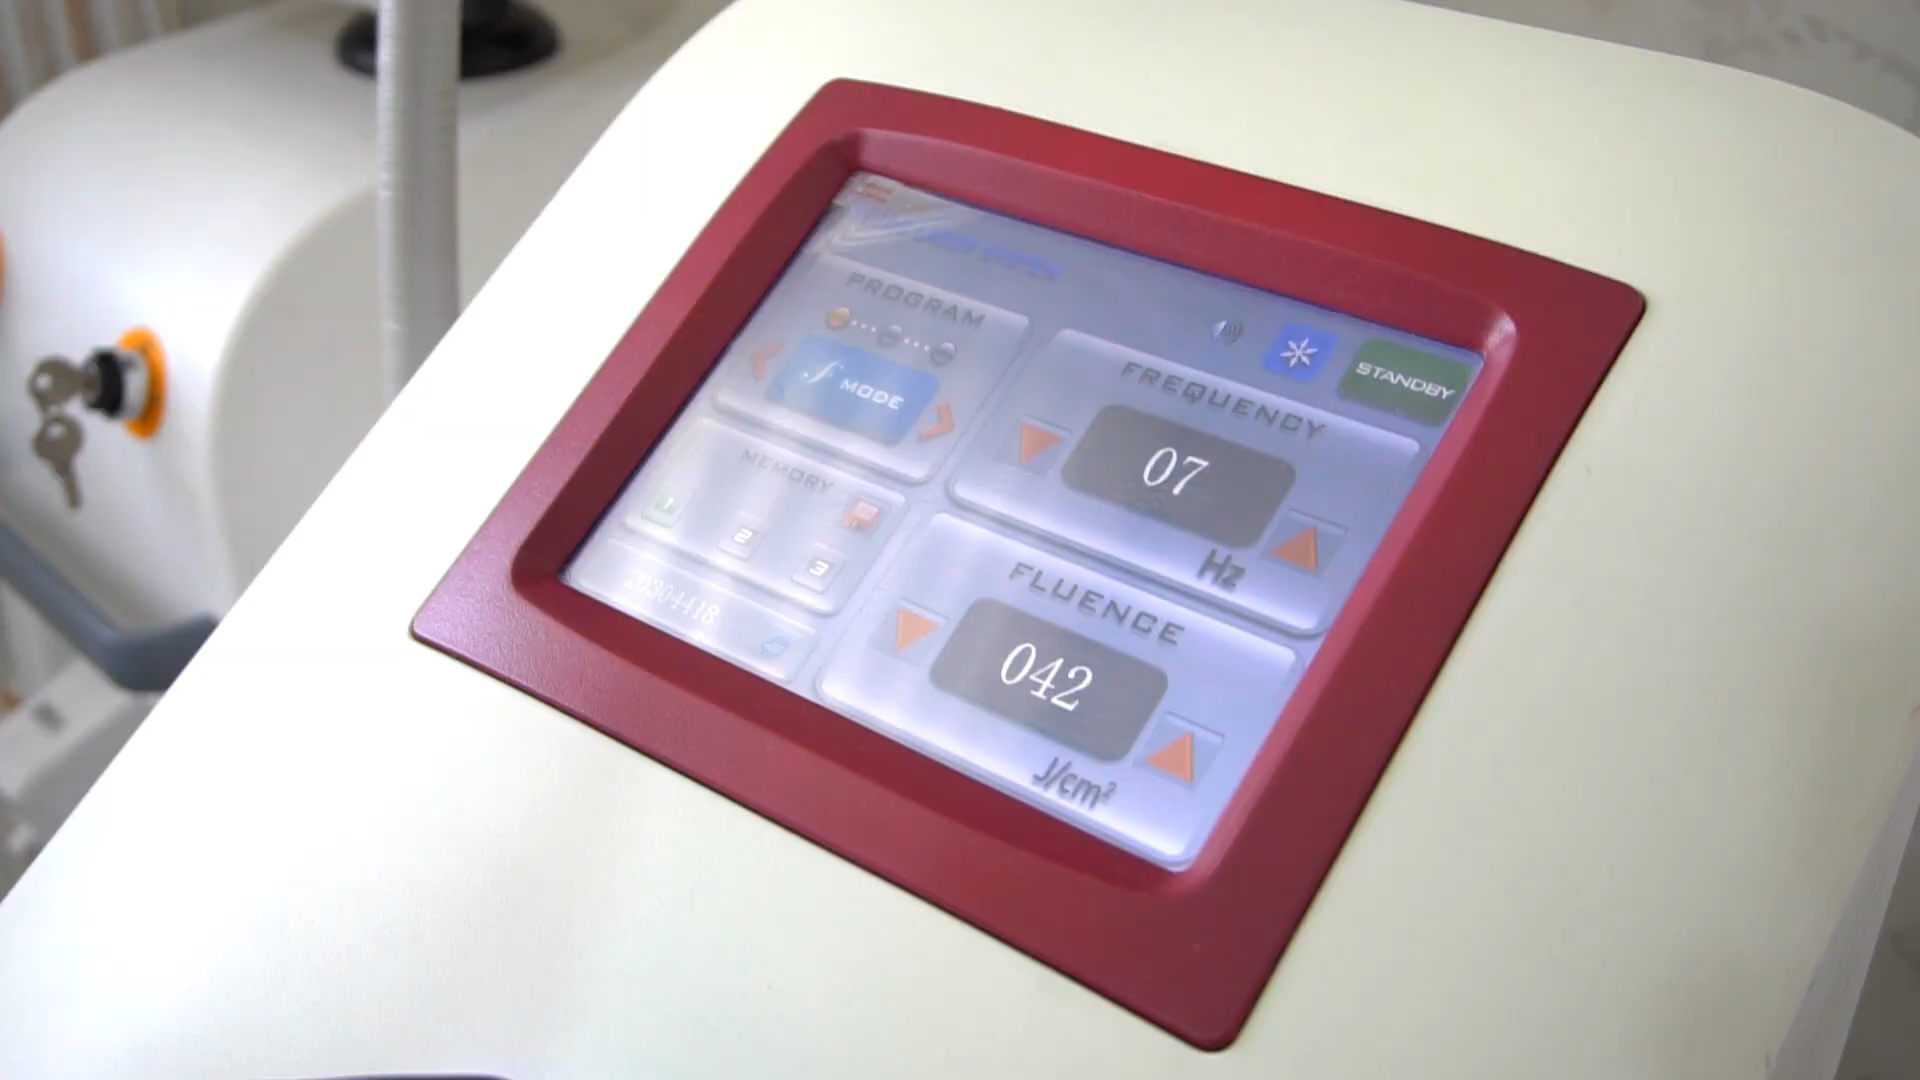 PROGRAM
f MODE
MEMORY
1
2
3
20304418
STANDBY
FREQUENCY
07
Hz
FLUENCE
042
J/cm²